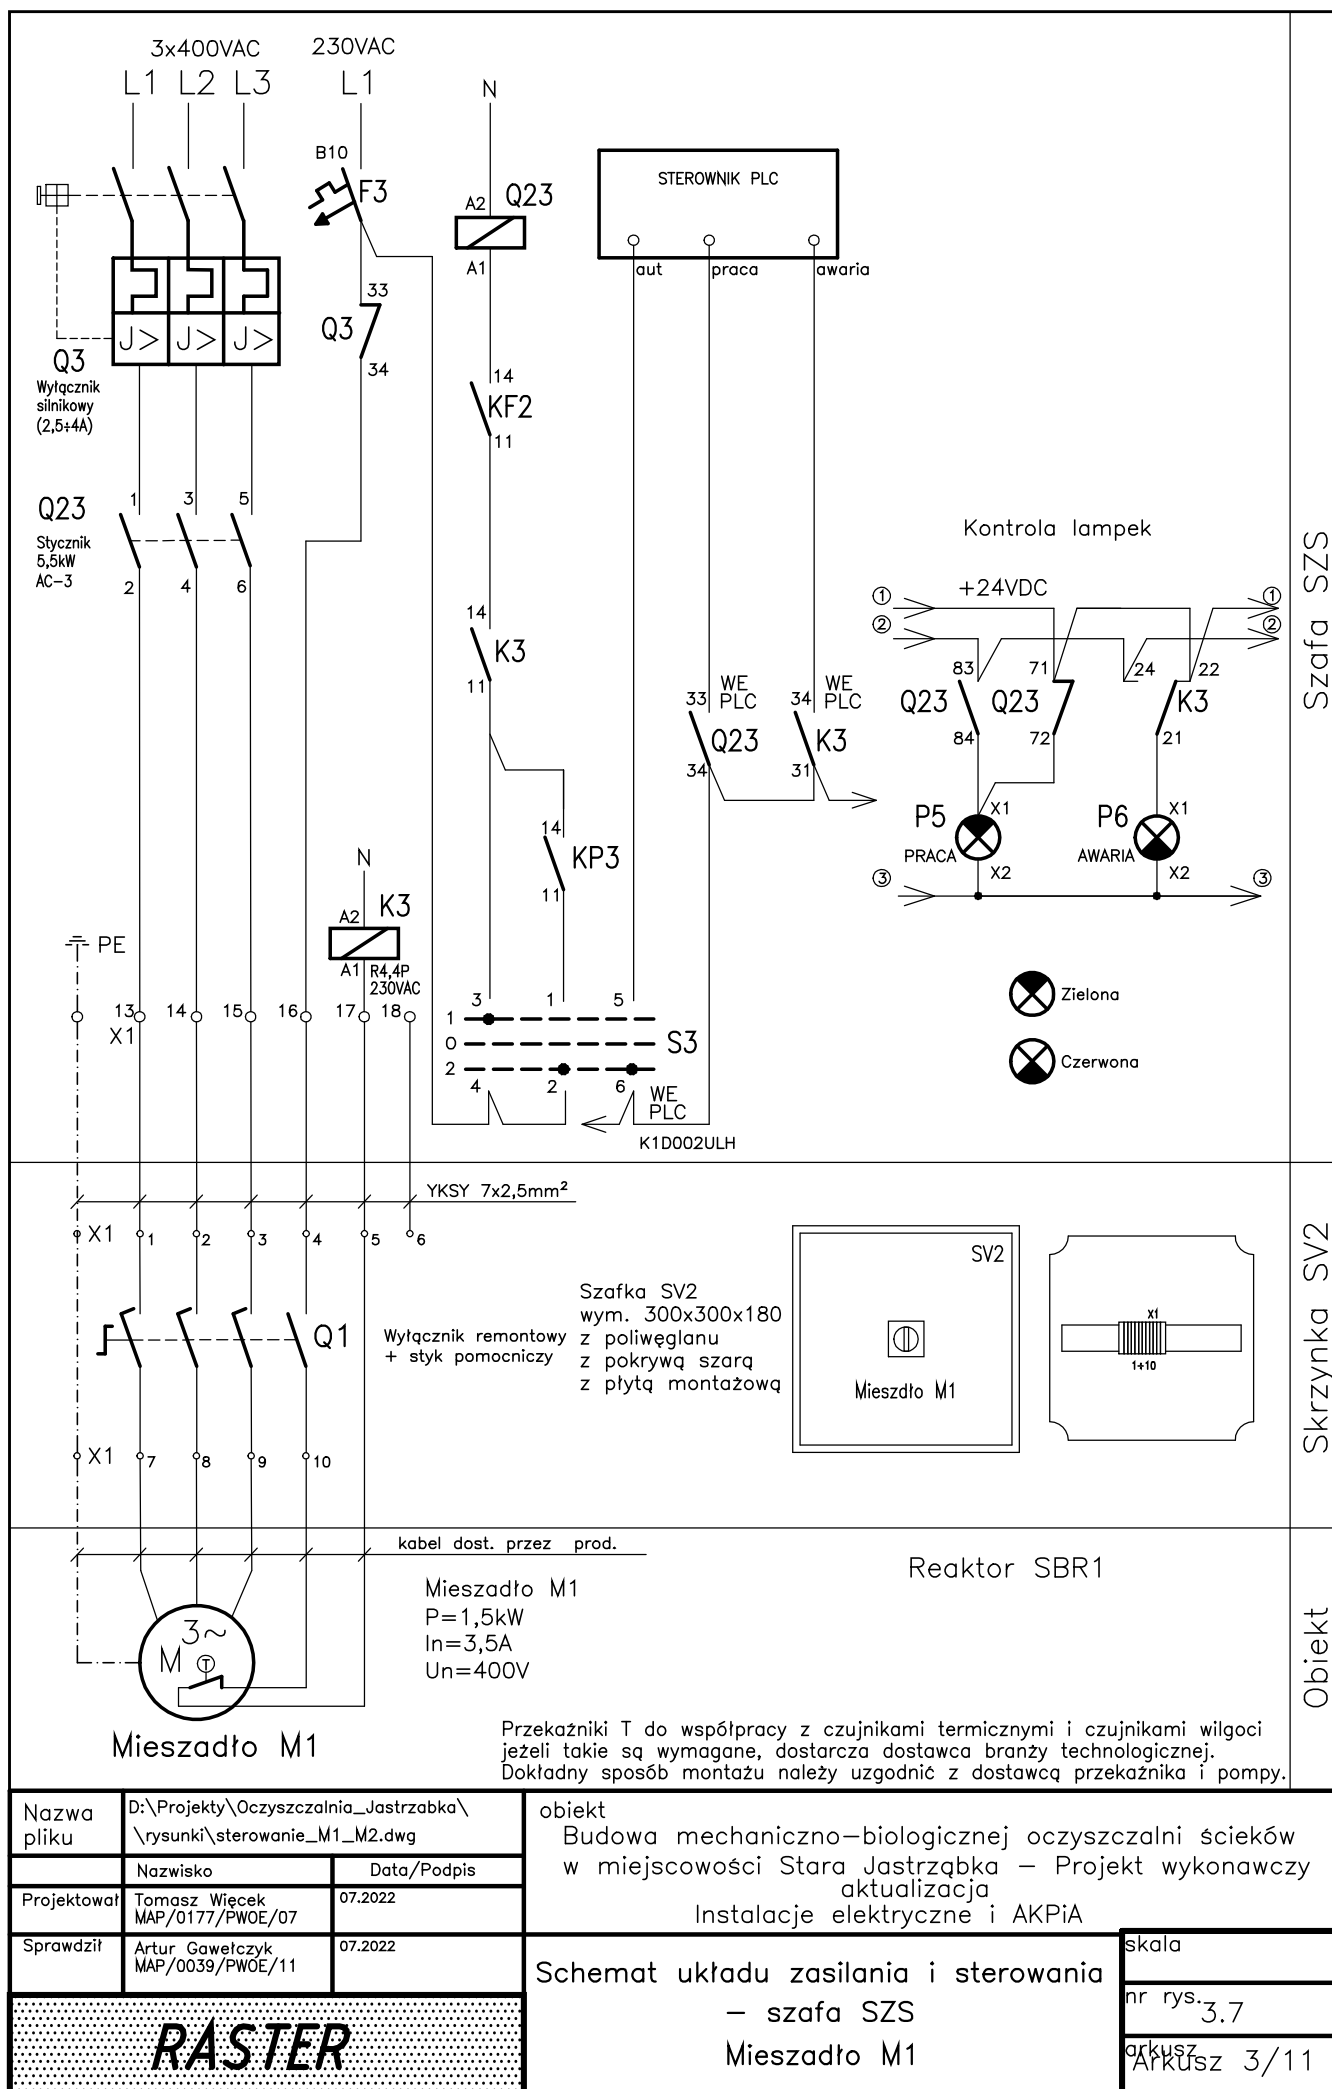 3x400VAC
230VAC
L1 L2 L3
L1
N
B10
F3
A2
Q23
A1
STEROWNIK PLC
aut
praca
awaria
33
Q3
34
J>
J>
J>
Q3
Wyłącznik
silnikowy
(2,5÷4A)
14
KF2
11
Q23
Stycznik
5,5kW
AC-3
1
3
5
2
4
6
Kontrola lampek
+24VDC
1
1
2
2
14
K3
11
83
71
24
22
Q23
Q23
K3
84
72
21
33
WE
PLC
34
WE
PLC
Q23
K3
34
31
P5
X1
PRACA
X2
P6
X1
AWARIA
X2
3
3
14
KP3
11
N
A2
K3
A1
R4,4P
230VAC
PE
13
14
15
16
17
18
X1
3
1
5
1
0
2
S3
4
2
6
WE
PLC
K1D002ULH
Zielona
Czerwona
Szafa SZS
YKSY 7x2,5mm²
X1
1
2
3
4
5
6
Q1
Wyłącznik remontowy
+ styk pomocniczy
Szafka SV2
wym. 300x300x180
z poliwęglanu
z pokrywą szarą
z płytą montażową
SV2
Mieszdło M1
X1
1÷10
X1
7
8
9
10
Skrzynka SV2
kabel dost. przez prod.
Reaktor SBR1
Mieszadło M1
P=1,5kW
In=3,5A
Un=400V
3~
M
T
Mieszadło M1
Obiekt
Przekaźniki T do współpracy z czujnikami termicznymi i czujnikami wilgoci
jeżeli takie są wymagane, dostarcza dostawca branży technologicznej.
Dokładny sposób montażu należy uzgodnić z dostawcą przekaźnika i pompy.
Nazwa
pliku
D:\Projekty\Oczyszczalnia_Jastrzabka\
\rysunki\sterowanie_M1_M2.dwg
Nazwisko
Data/Podpis
Projektował
Tomasz Więcek
MAP/0177/PWOE/07
07.2022
Sprawdził
Artur Gawełczyk
MAP/0039/PWOE/11
07.2022
RASTER
obiekt
Budowa mechaniczno-biologicznej oczyszczalni ścieków
w miejscowości Stara Jastrząbka - Projekt wykonawczy
aktualizacja
Instalacje elektryczne i AKPiA
Schemat układu zasilania i sterowania
- szafa SZS
Mieszadło M1
skala
nr rys.
3.7
arkusz
Arkusz 3/11